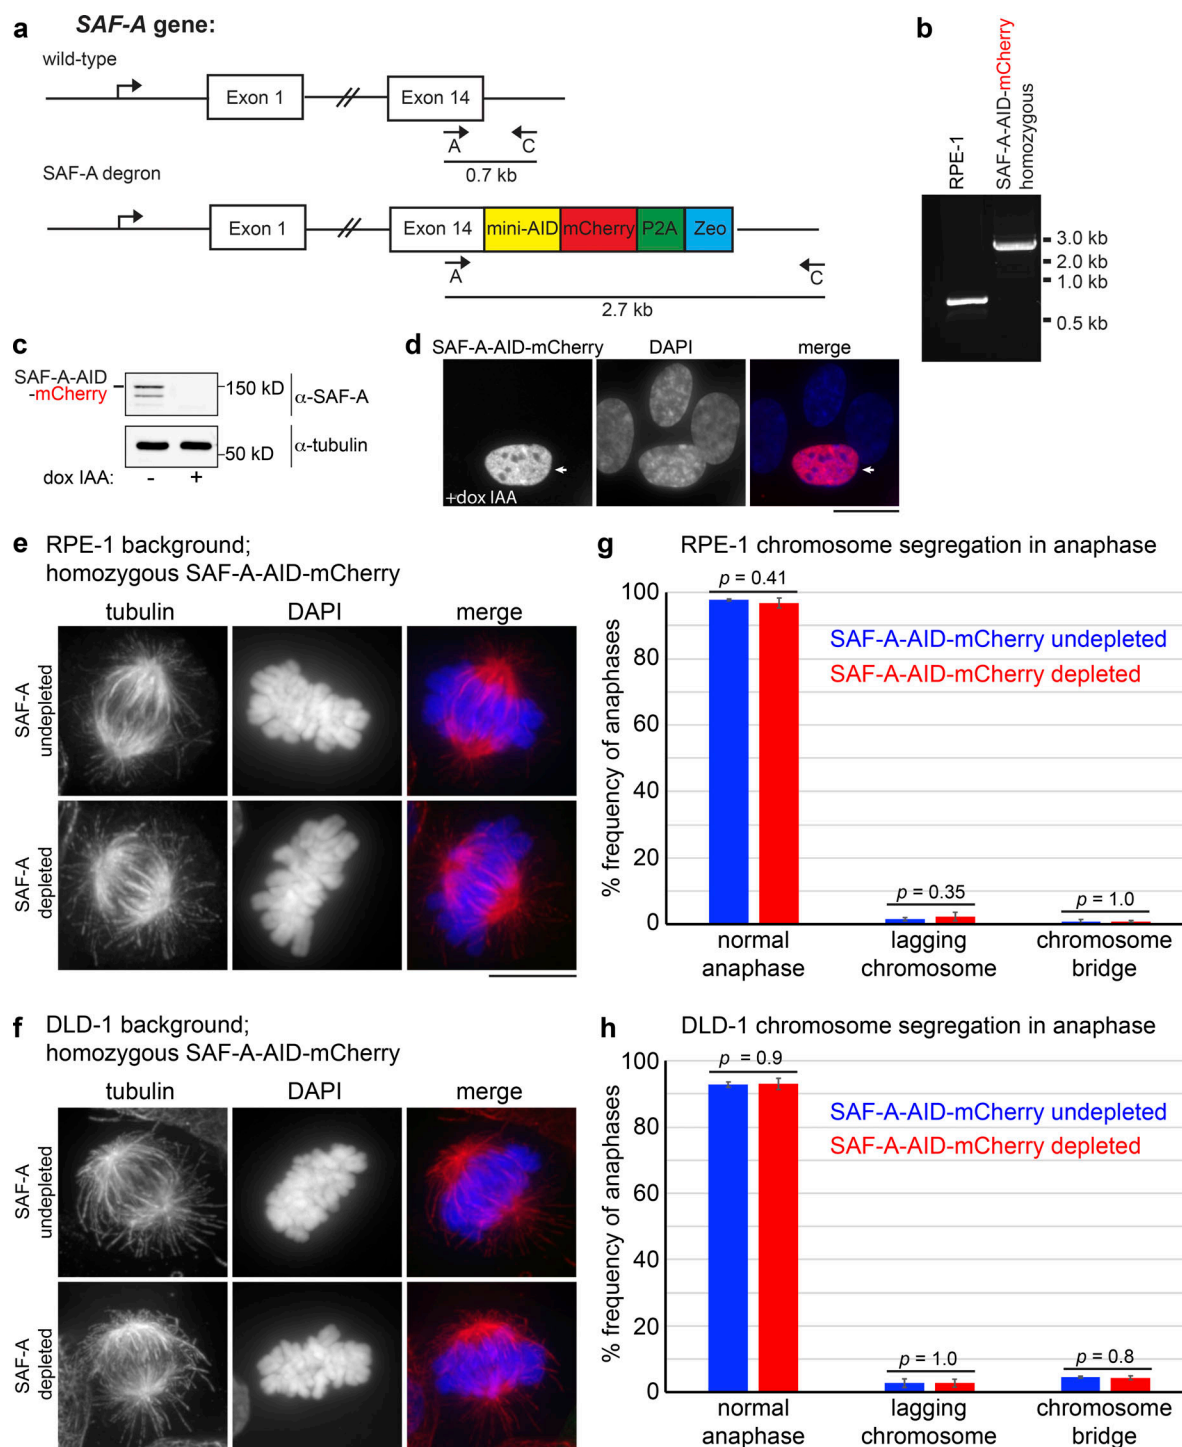 a
SAF-A gene:
wild-type
Exon 1
Exon 14
A
C
0.7 kb
SAF-A degron
Exon 1
Exon 14
mini-AID
mCherry
P2A
Zeo
A
C
2.7 kb
b
RPE-1
SAF-A-AID-mCherry
homozygous
3.0 kb
2.0 kb
1.0 kb
0.5 kb
c
SAF-A-AID
-mCherry
150 kD
α-SAF-A
50 kD
α-tubulin
dox IAA:
-
+
d
SAF-A-AID-mCherry
DAPI
merge
+dox IAA
e
RPE-1 background;
homozygous SAF-A-AID-mCherry
tubulin
DAPI
merge
SAF-A
undepleted
SAF-A
depleted
f
DLD-1 background;
homozygous SAF-A-AID-mCherry
tubulin
DAPI
merge
SAF-A
undepleted
SAF-A
depleted
g
RPE-1 chromosome segregation in anaphase
% frequency of anaphases
100
80
60
40
20
0
p = 0.41
SAF-A-AID-mCherry undepleted
SAF-A-AID-mCherry depleted
p = 0.35
p = 1.0
normal
anaphase
lagging
chromosome
chromosome
bridge
h
DLD-1 chromosome segregation in anaphase
% frequency of anaphases
100
80
60
40
20
0
p = 0.9
SAF-A-AID-mCherry undepleted
SAF-A-AID-mCherry depleted
p = 1.0
p = 0.8
normal
anaphase
lagging
chromosome
chromosome
bridge